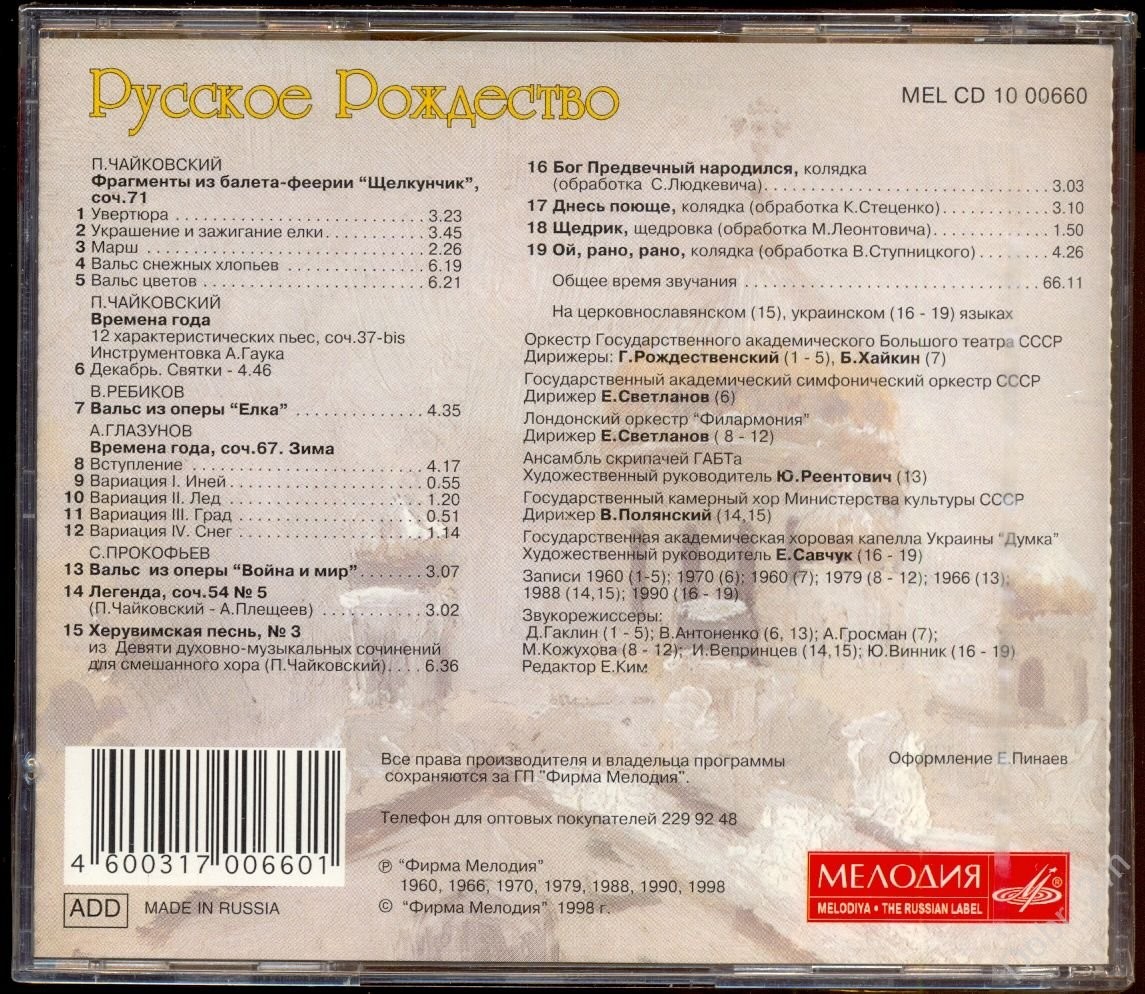 Русское Рождество
MEL CD 10 00660
П.ЧАЙКОВСКИЙ
Фрагменты из балета-феерии “Щелкунчик”,
соч.71
1 Увертюра 3.23
2 Украшение и зажигание елки 3.45
3 Марш 2.26
4 Вальс снежных хлопьев 6.19
5 Вальс цветов 6.21
П.ЧАЙКОВСКИЙ
Времена года
12 характеристических пьес, соч.37-bis
Инструментовка А.Гаука
6 Декабрь. Святки - 4.46
В.РЕБИКОВ
7 Вальс из оперы “Елка” 4.35
А.ГЛАЗУНОВ
Времена года, соч.67. Зима
8 Вступление 4.17
9 Вариация I. Иней 0.55
10 Вариация II. Лед 1.20
11 Вариация III. Град 0.51
12 Вариация IV. Снег 1.14
С.ПРОКОФЬЕВ
13 Вальс из оперы “Война и мир” 3.07
14 Легенда, соч.54 № 5
(П.Чайковский - А.Плещеев) 3.02
15 Херувимская песнь, № 3
из Девяти духовно-музыкальных сочинений
для смешанного хора (П.Чайковский) 6.36
16 Бог Предвечный народился, колядка
(обработка С.Людкевича) 3.03
17 Днесь поюще, колядка (обработка К.Стеценко) 3.10
18 Щедрик, щедровка (обработка М.Леонтовича) 1.50
19 Ой, рано, рано, колядка (обработка В.Ступницкого) 4.26
Общее время звучания 66.11
На церковнославянском (15), украинском (16 - 19) языках
Оркестр Государственного академического Большого театра СССР
Дирижеры: Г.Рождественский (1 - 5), Б.Хайкин (7)
Государственный академический симфонический оркестр СССР
Дирижер Е.Светланов (6)
Лондонский оркестр “Филармония”
Дирижер Е.Светланов ( 8 - 12)
Ансамбль скрипачей ГАБТа
Художественный руководитель Ю.Реентович (13)
Государственный камерный хор Министерства культуры СССР
Дирижер В.Полянский (14,15)
Государственная академическая хоровая капелла Украины “Думка”
Художественный руководитель Е.Савчук (16 - 19)
Записи 1960 (1-5); 1970 (6); 1960 (7); 1979 (8 - 12); 1966 (13);
1988 (14,15); 1990 (16 - 19)
Звукорежиссеры:
Д.Гаклин (1 - 5); В.Антоненко (6, 13); А.Гросман (7);
М.Кожухова (8 - 12); И.Вепринцев (14,15); Ю.Винник (16 - 19)
Редактор Е.Ким
Все права производителя и владельца программы
сохраняются за ГП “Фирма Мелодия”.
Оформление Е.Пинаев
Телефон для оптовых покупателей 229 92 48
4 600317 006601
℗ “Фирма Мелодия”
1960, 1966, 1970, 1979, 1988, 1990, 1998
© “Фирма Мелодия”, 1998 г.
ADD MADE IN RUSSIA
МЕЛОДИЯ ®
MELODIYA • THE RUSSIAN LABEL